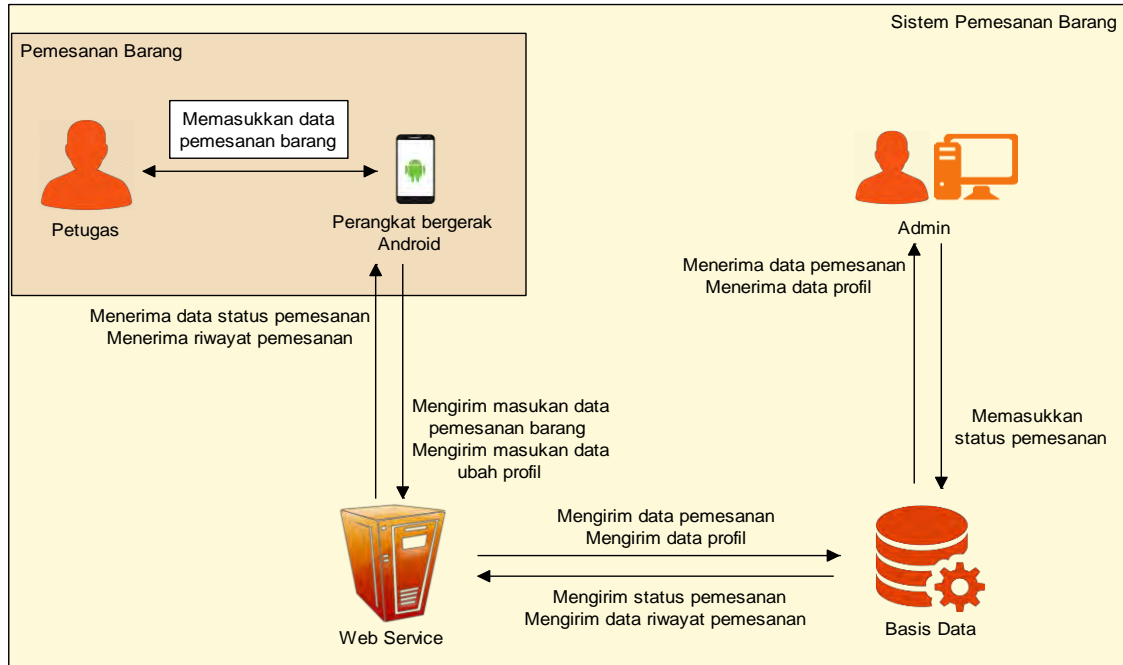 Sistem Pemesanan Barang
Pemesanan Barang
Memasukkan data
pemesanan barang
Petugas
Perangkat bergerak
Android
Admin
Menerima data pemesanan
Menerima data profil
Menerima data status pemesanan
Menerima riwayat pemesanan
Mengirim masukan data
pemesanan barang
Mengirim masukan data
ubah profil
Memasukkan
status pemesanan
Mengirim data pemesanan
Mengirim data profil
Mengirim status pemesanan
Mengirim data riwayat pemesanan
Web Service
Basis Data